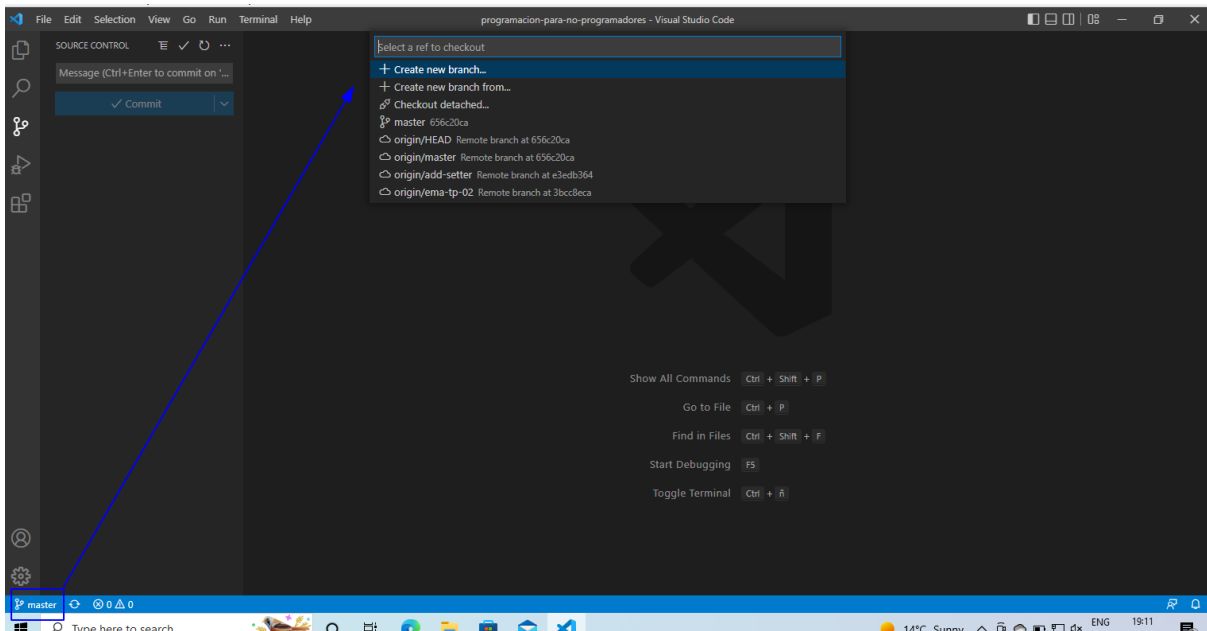 File Edit Selection View Go Run Terminal Help
programacion-para-no-programadores - Visual Studio Code
SOURCE CONTROL
Message (Ctrl+Enter to commit on '...
Commit
Select a ref to checkout
Create new branch...
Create new branch from...
Checkout detached...
master 656c20ca
origin/HEAD Remote branch at 656c20ca
origin/master Remote branch at 656c20ca
origin/add-setter Remote branch at e3edb364
origin/ema-tp-02 Remote branch at 3bcc8eca
Show All Commands Ctrl + Shift + P
Go to File Ctrl + P
Find in Files Ctrl + Shift + F
Start Debugging F5
Toggle Terminal Ctrl + ñ
master 0 0
Type here to search
14°C Sunny
ENG
19:11